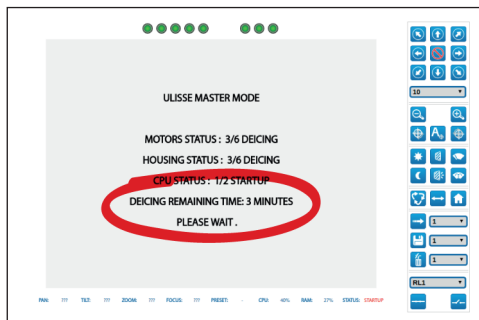 ULISSE MASTER MODE
MOTORS STATUS : 3/6 DEICING
HOUSING STATUS : 3/6 DEICING
CPU STATUS : 1/2 STARTUP
DEICING REMAINING TIME: 3 MINUTES
PLEASE WAIT .
10
A
1
1
1
RL1
PAN: ??? TILT: ??? ZOOM: ??? FOCUS: ??? PRESET: - CPU: 40% RAM: 27% STATUS: STARTUP